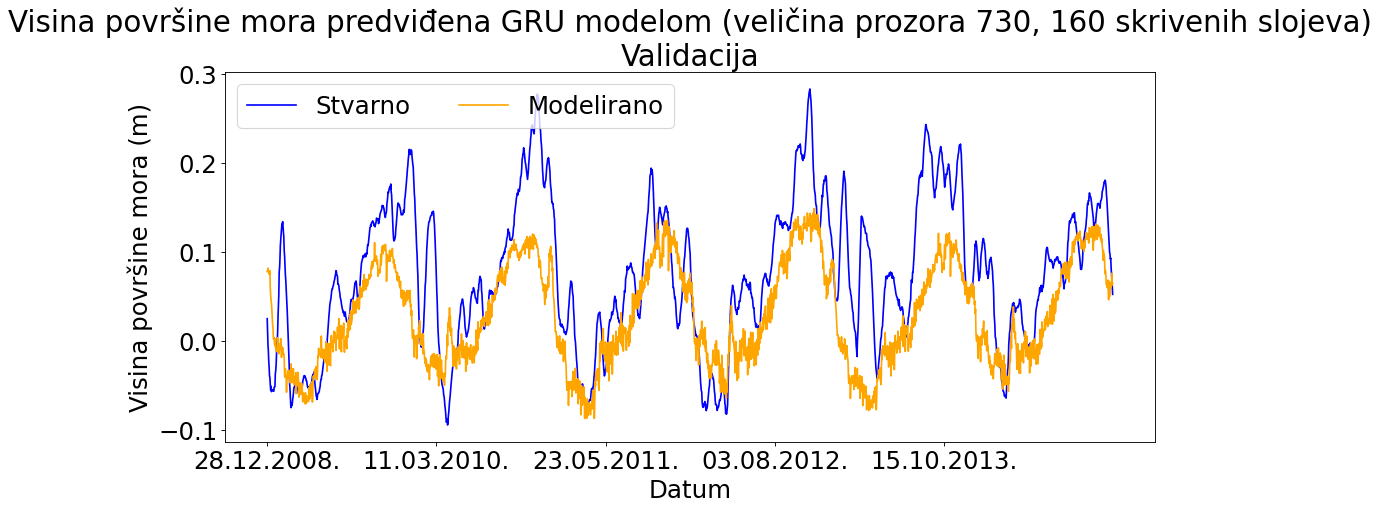 Visina površine mora predviđena GRU modelom (veličina prozora 730, 160 skrivenih slojeva)
Validacija
Stvarno Modelirano
Visina površine mora (m)
0.3
0.2
0.1
0.0
−0.1
28.12.2008. 11.03.2010. 23.05.2011. 03.08.2012. 15.10.2013.
Datum